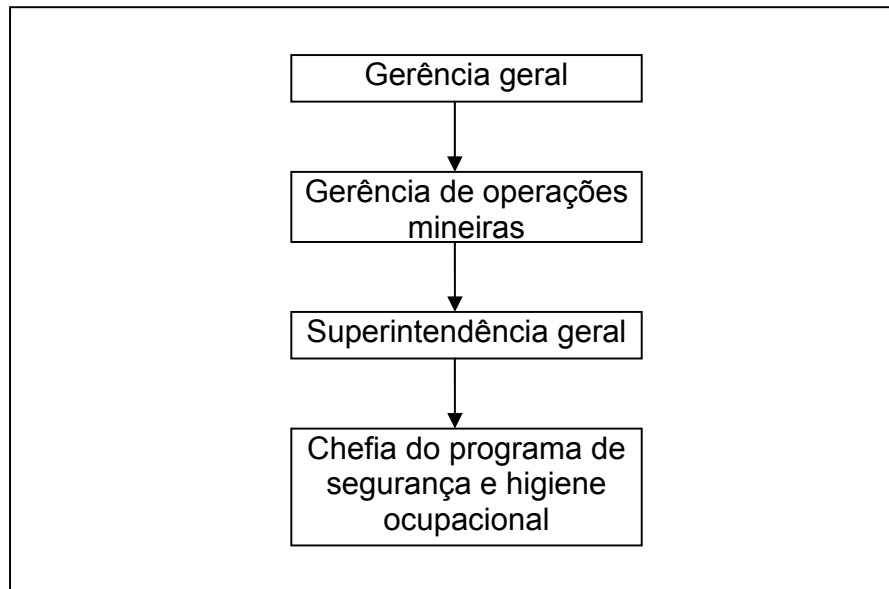 Gerência geral
Gerência de operações
mineiras
Superintendência geral
Chefia do programa de
segurança e higiene
ocupacional